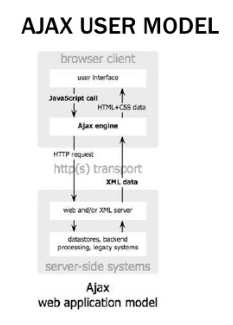 AJAX USER MODEL
browser client
user interface
JavaScript call
HTML+CSS data
Ajax engine
HTTP request
http(s) transport
XML data
web and/or XML server
datastores, backend
processing, legacy systems
server-side systems
Ajax
web application model